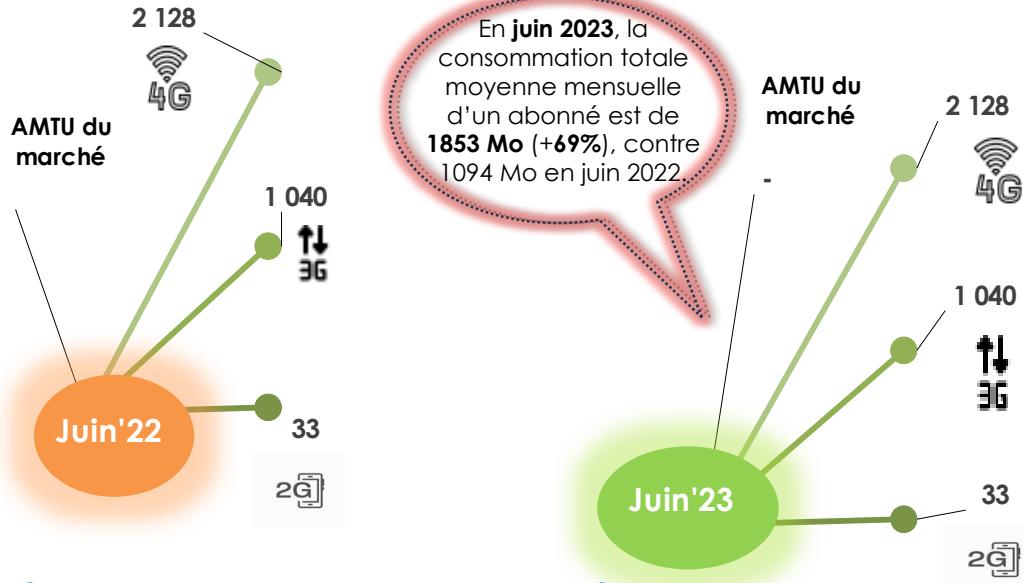 2 128
4G
AMTU du
marché
1 040
3G
Juin'22
33
2G
En juin 2023, la
consommation totale
moyenne mensuelle
d'un abonné est de
1853 Mo (+69%), contre
1094 Mo en juin 2022.
AMTU du
marché
-
2 128
4G
1 040
3G
Juin'23
33
2G